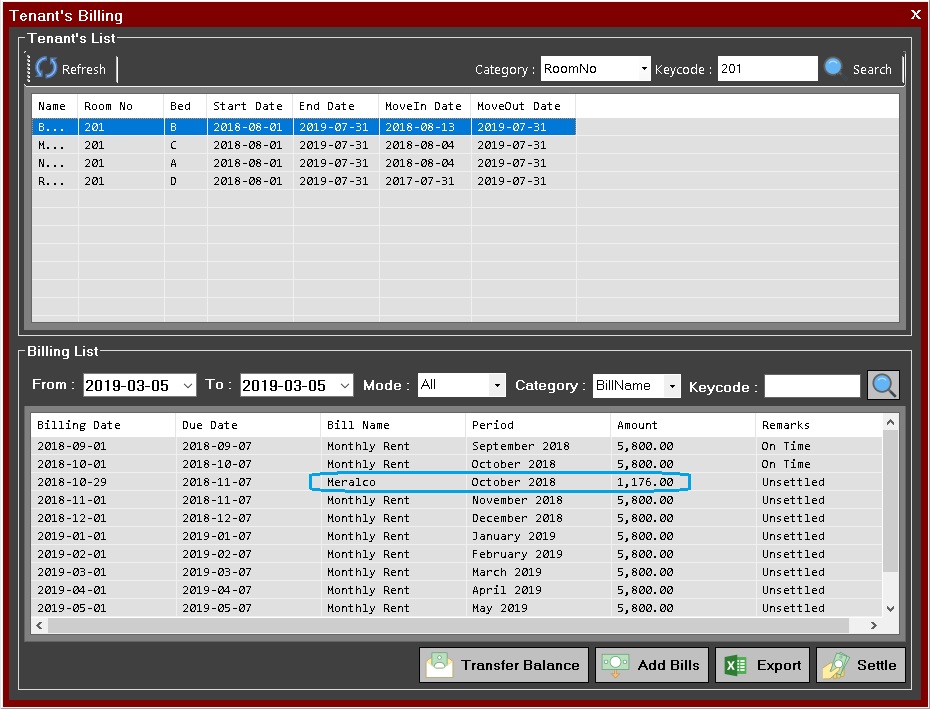 Tenant's Billing X
Tenant's List
Refresh Category : RoomNo Keycode : 201 Search
Name Room No Bed Start Date End Date MoveIn Date MoveOut Date
B... 201 B 2018-08-01 2019-07-31 2018-08-13 2019-07-31
M... 201 C 2018-08-01 2019-07-31 2018-08-04 2019-07-31
N... 201 A 2018-08-01 2019-07-31 2018-08-04 2019-07-31
R... 201 D 2018-08-01 2019-07-31 2017-07-31 2019-07-31
Billing List
From : 2019-03-05 To : 2019-03-05 Mode : All Category : BillName Keycode :
Billing Date Due Date Bill Name Period Amount Remarks
2018-09-01 2018-09-07 Monthly Rent September 2018 5,800.00 On Time
2018-10-01 2018-10-07 Monthly Rent October 2018 5,800.00 On Time
2018-10-29 2018-11-07 Meralco October 2018 1,176.00 Unsettled
2018-11-01 2018-11-07 Monthly Rent November 2018 5,800.00 Unsettled
2018-12-01 2018-12-07 Monthly Rent December 2018 5,800.00 Unsettled
2019-01-01 2019-01-07 Monthly Rent January 2019 5,800.00 Unsettled
2019-02-01 2019-02-07 Monthly Rent February 2019 5,800.00 Unsettled
2019-03-01 2019-03-07 Monthly Rent March 2019 5,800.00 Unsettled
2019-04-01 2019-04-07 Monthly Rent April 2019 5,800.00 Unsettled
2019-05-01 2019-05-07 Monthly Rent May 2019 5,800.00 Unsettled
Transfer Balance Add Bills Export Settle